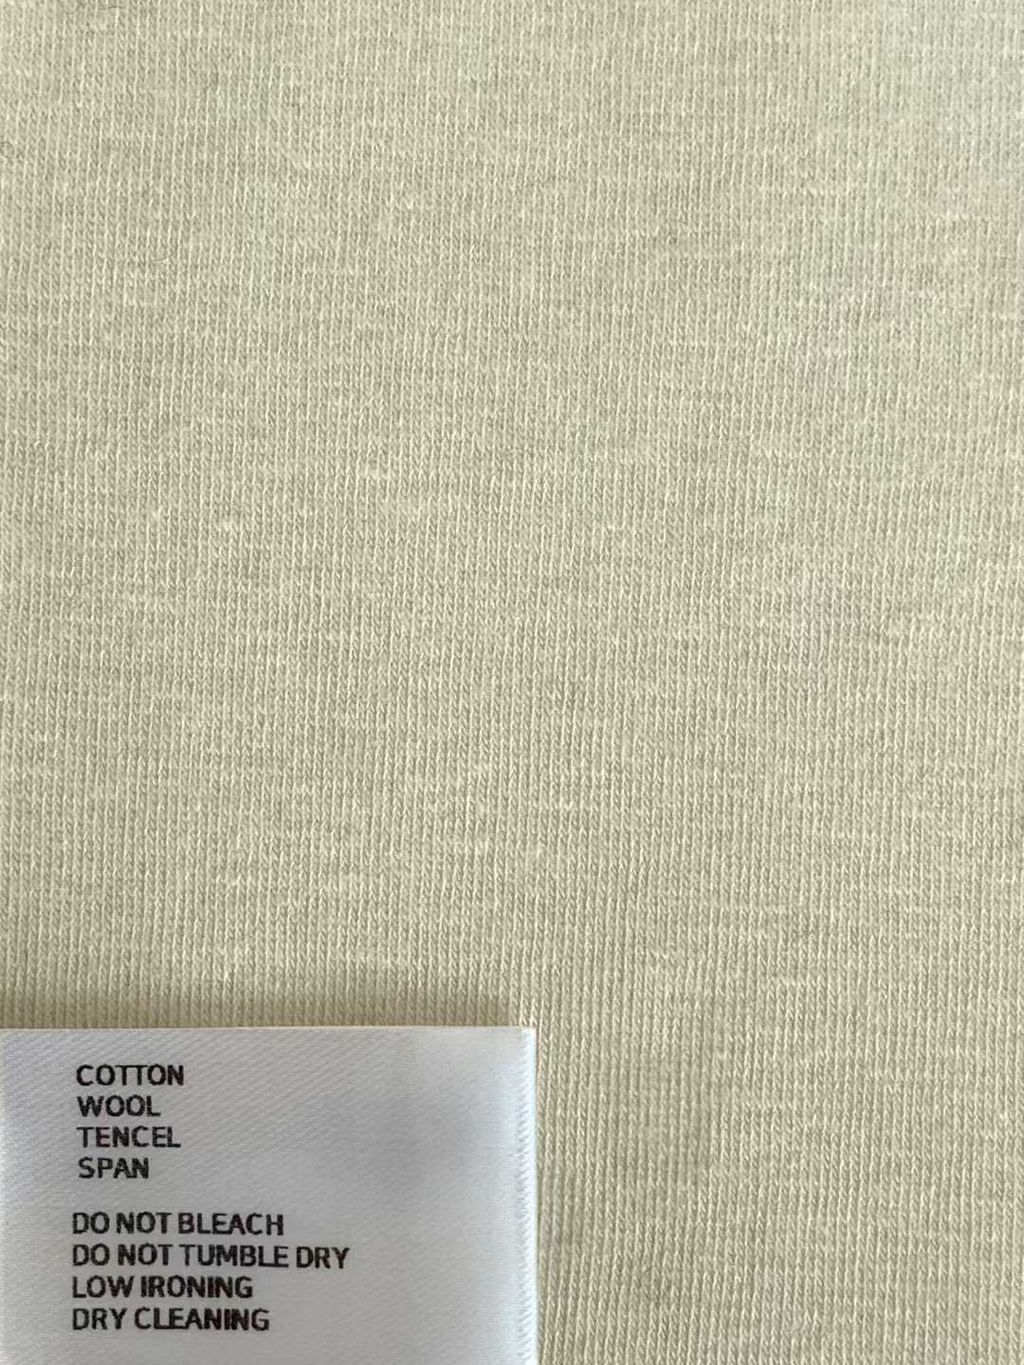 COTTON
WOOL
TENCEL
SPAN
DO NOT BLEACH
DO NOT TUMBLE DRY
LOW IRONING
DRY CLEANING